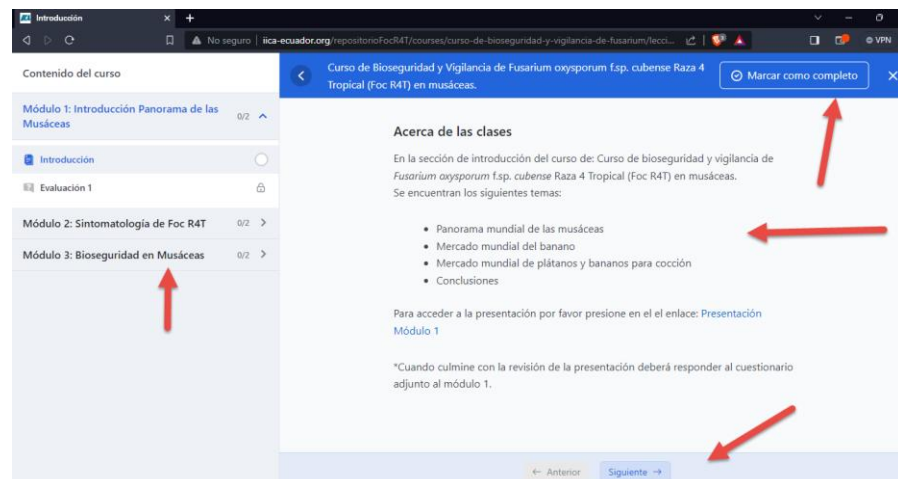 Introducción
No seguro | iica-ecuador.org/repositorioFocR4T/courses/curso-de-bioseguridad-y-vigilancia-de-fusarium/lecci...
VPN
Contenido del curso
Módulo 1: Introducción Panorama de las
Musáceas
0/2
Introducción
Evaluación 1
Módulo 2: Sintomatología de Foc R4T 0/2
Módulo 3: Bioseguridad en Musáceas 0/2
Curso de Bioseguridad y Vigilancia de Fusarium oxysporum f.sp. cubense Raza 4
Tropical (Foc R4T) en musáceas.
Marcar como completo
Acerca de las clases
En la sección de introducción del curso de: Curso de bioseguridad y vigilancia de
Fusarium oxysporum f.sp. cubense Raza 4 Tropical (Foc R4T) en musáceas.
Se encuentran los siguientes temas:
• Panorama mundial de las musáceas
• Mercado mundial del banano
• Mercado mundial de plátanos y bananos para cocción
• Conclusiones
Para acceder a la presentación por favor presione en el el enlace: Presentación
Módulo 1
*Cuando culmine con la revisión de la presentación deberá responder al cuestionario
adjunto al módulo 1.
← Anterior
Siguiente →